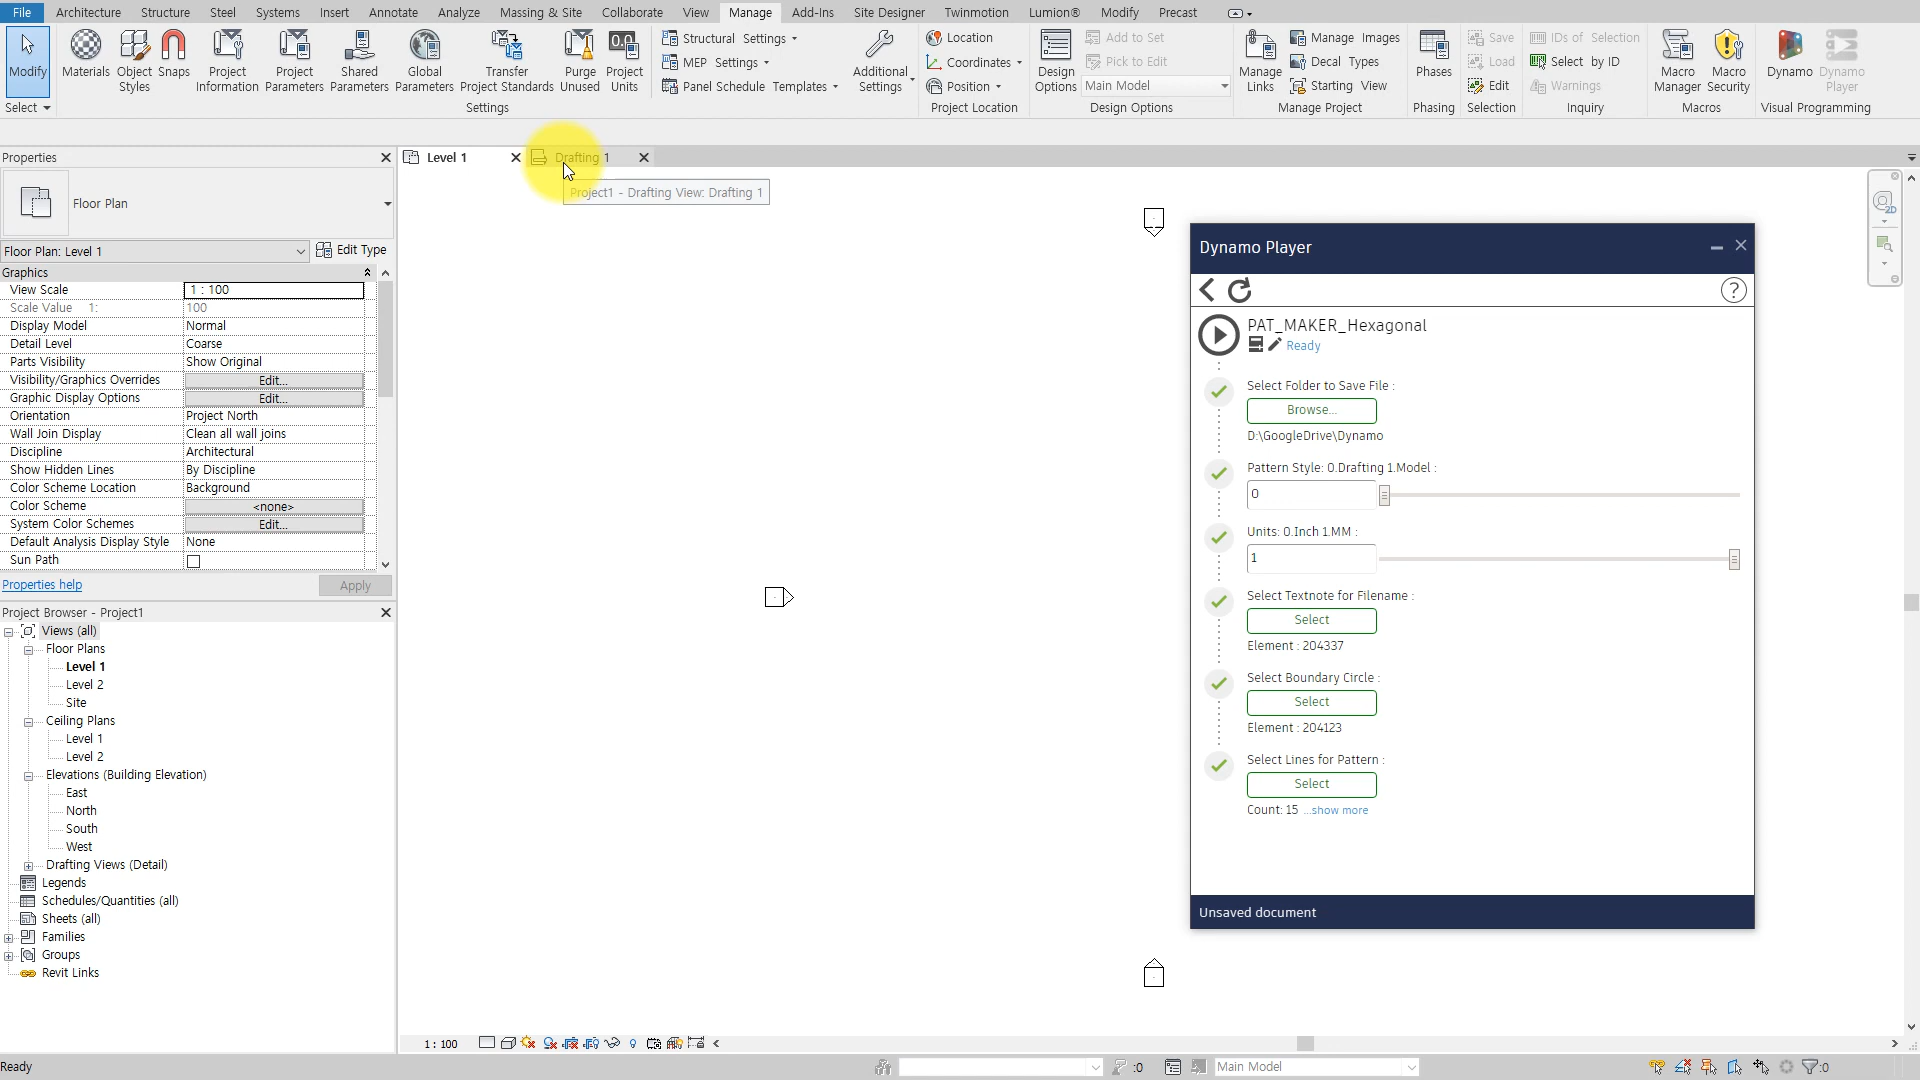 File Architecture Structure Steel Systems Insert Annotate Analyze Massing & Site Collaborate View Manage Add-Ins Site Designer Twinmotion Lumion® Modify Precast
Modify
Select
Materials
Object Styles
Snaps
Project Information
Project Parameters
Shared Parameters
Global Parameters
Transfer Project Standards
Purge Unused
Project Units
Structural Settings
MEP Settings
Panel Schedule Templates
Additional Settings
Settings
Location
Coordinates
Position
Project Location
Design Options
Add to Set
Pick to Edit
Main Model
Design Options
Manage Links
Manage Images
Decal Types
Starting View
Manage Project
Phases
Phasing
Save
Load
Edit
Selection
IDs of Selection
Select by ID
Warnings
Inquiry
Macro Manager
Macro Security
Macros
Dynamo
Dynamo Player
Visual Programming
Properties
Floor Plan
Floor Plan: Level 1
Edit Type
Graphics
View Scale 1 : 100
Scale Value 1: 100
Display Model Normal
Detail Level Coarse
Parts Visibility Show Original
Visibility/Graphics Overrides Edit...
Graphic Display Options Edit...
Orientation Project North
Wall Join Display Clean all wall joins
Discipline Architectural
Show Hidden Lines By Discipline
Color Scheme Location Background
Color Scheme <none>
System Color Schemes Edit...
Default Analysis Display Style None
Sun Path
Properties help Apply
Project Browser - Project1
Views (all)
Floor Plans
Level 1
Level 2
Site
Ceiling Plans
Level 1
Level 2
Elevations (Building Elevation)
East
North
South
West
Drafting Views (Detail)
Legends
Schedules/Quantities (all)
Sheets (all)
Families
Groups
Revit Links
Level 1
Drafting 1
Project1 - Drafting View: Drafting 1
2D
Dynamo Player
?
PAT_MAKER_Hexagonal
Ready
Select Folder to Save File :
Browse...
D:\GoogleDrive\Dynamo
Pattern Style: 0.Drafting 1.Model :
0
Units: 0.Inch 1.MM :
1
Select Textnote for Filename :
Select
Element : 204337
Select Boundary Circle :
Select
Element : 204123
Select Lines for Pattern :
Select
Count: 15 ...show more
Unsaved document
1 : 100
Ready
:0
Main Model
:0